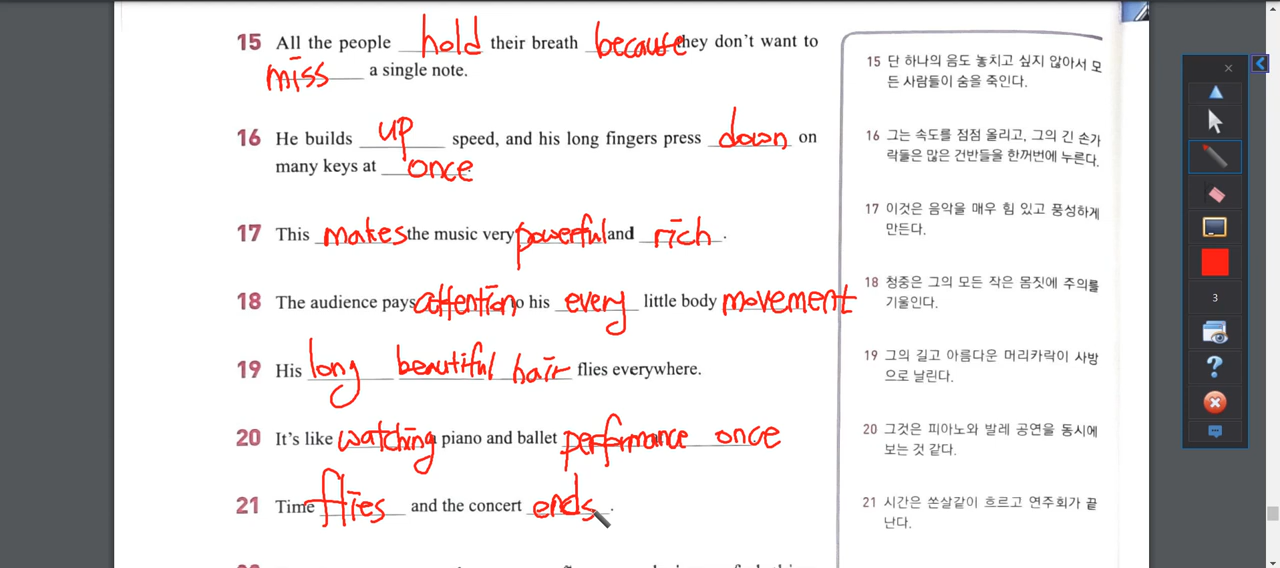 15 All the people hold their breath because they don't want to
miss a single note.
16 He builds up speed, and his long fingers press down on
many keys at once
17 This makes the music very powerful and rich.
18 The audience pays attention to his every little body movement
19 His long beautiful hair flies everywhere.
20 It's like watching piano and ballet performance once
21 Time flies and the concert ends.
15 단 하나의 음도 놓치고 싶지 않아서 모
든 사람들이 숨을 죽인다.
16 그는 속도를 점점 올리고, 그의 긴 손가
락들은 많은 건반들을 한꺼번에 누른다.
17 이것은 음악을 매우 힘 있고 풍성하게
만든다.
18 청중은 그의 모든 작은 몸짓에 주의를
기울인다.
19 그의 길고 아름다운 머리카락이 사방
으로 날린다.
20 그것은 피아노와 발레 공연을 동시에
보는 것 같다.
21 시간은 쏜살같이 흐르고 연주회가 끝
난다.
3